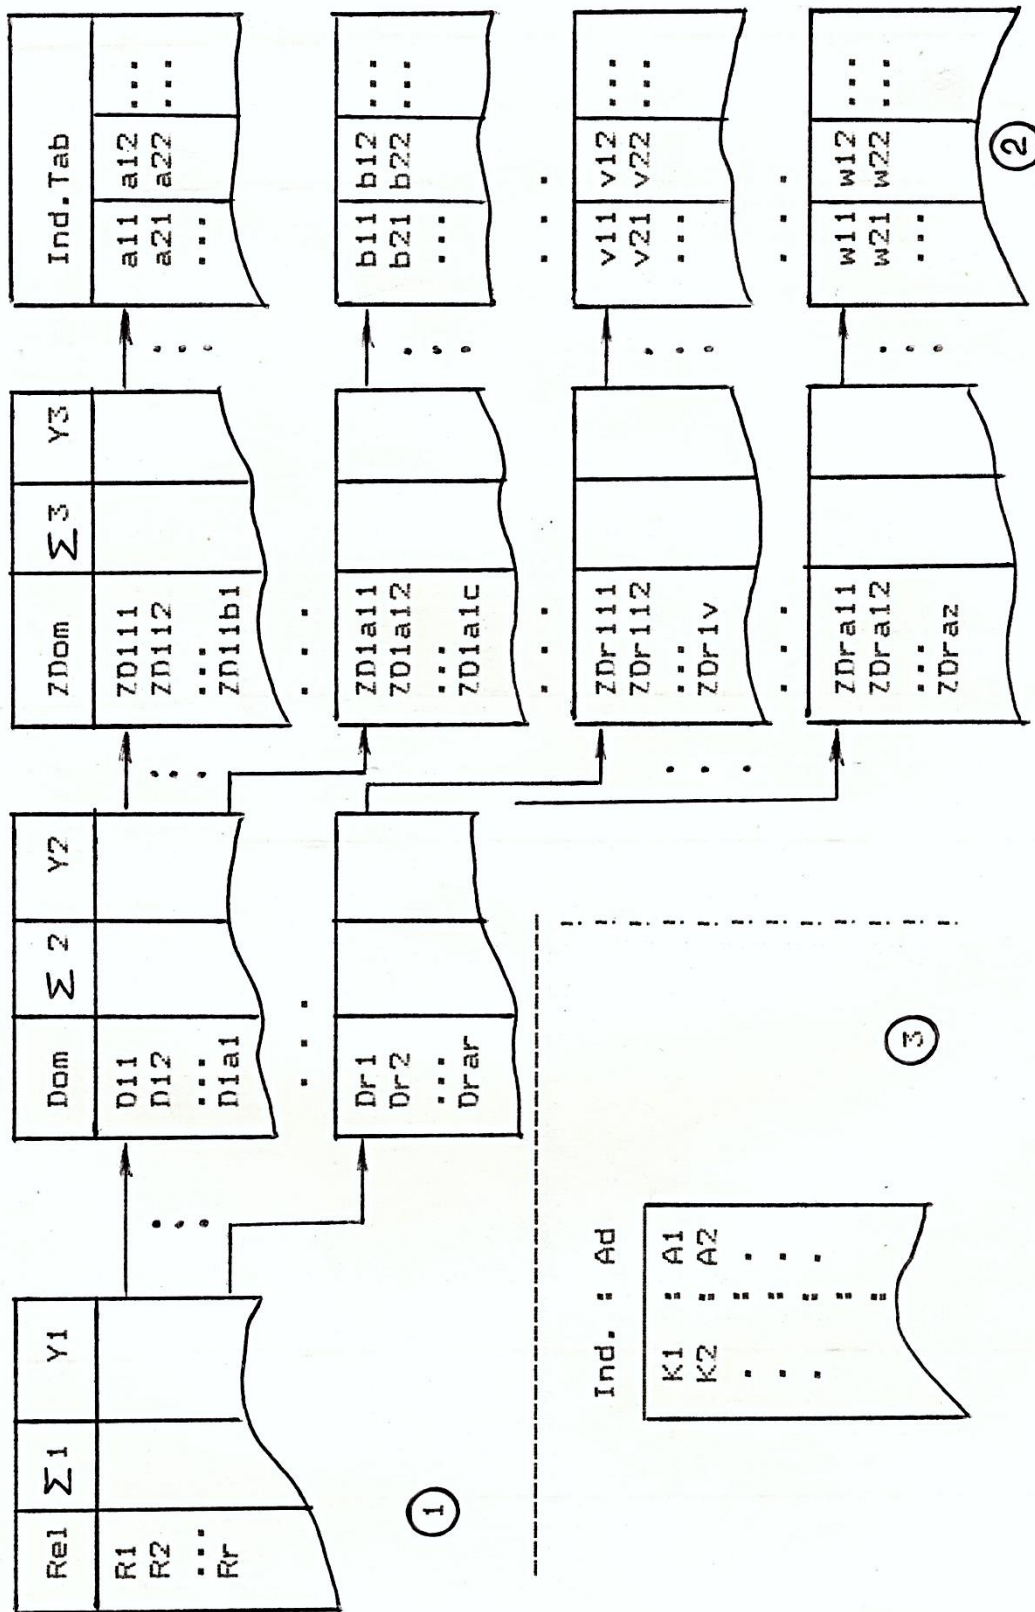 Rel Σ1 Y1
R1
R2
...
Rr
Dom Σ2 Y2
D11
D12
...
D1a1
...
Dr1
Dr2
...
Drar
ZDom Σ3 Y3
ZD111
ZD112
...
ZD11b1
...
ZD1a11
ZD1a12
...
ZD1a1c
...
ZDr111
ZDr112
...
ZDr1v
...
ZDra11
ZDra12
...
ZDraz
Ind.Tab
a11 a12 ...
a21 a22 ...
...
b11 b12 ...
b21 b22 ...
...
...
v11 v12 ...
v21 v22 ...
...
...
w11 w12 ...
w21 w22 ...
...
1
2
Ind. : Ad
K1 : A1
K2 : A2
. : .
. : .
. : .
3